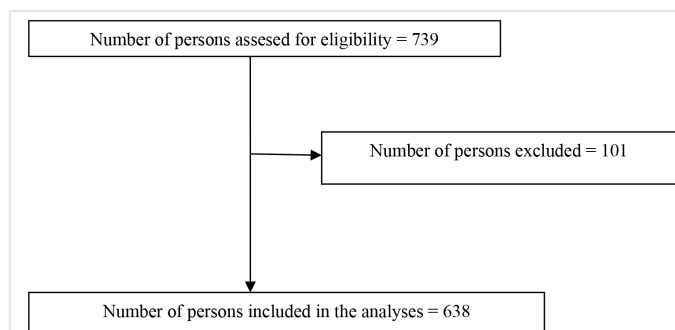 Number of persons assesed for eligibility = 739
Number of persons excluded = 101
Number of persons included in the analyses = 638